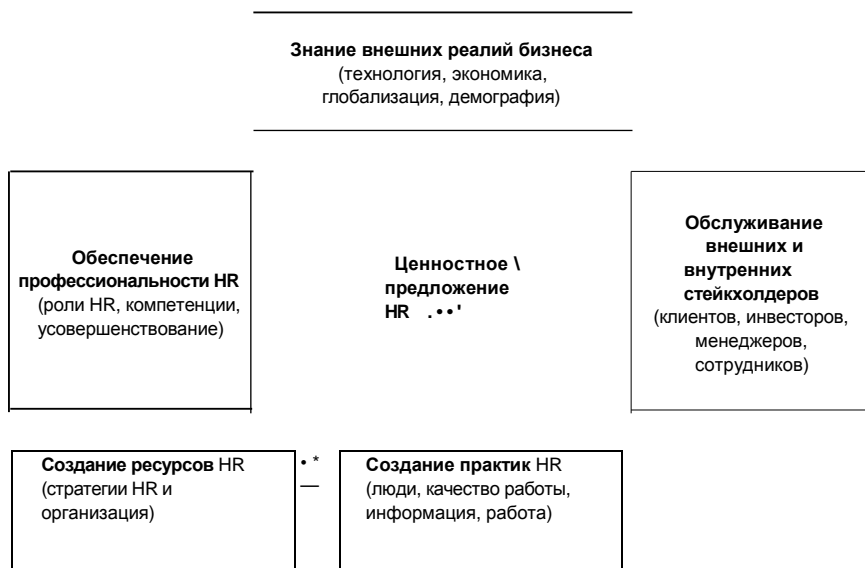 Знание внешних реалий бизнеса
(технология, экономика,
глобализация, демография)
Обеспечение
профессиональности HR
(роли HR, компетенции,
усовершенствование)
Ценностное \
предложение
HR .••'
Обслуживание
внешних и
внутренних
стейкхолдеров
(клиентов, инвесторов,
менеджеров,
сотрудников)
Создание ресурсов HR
(стратегии HR и
организация)
• *
—
Создание практик HR
(люди, качество работы,
информация, работа)